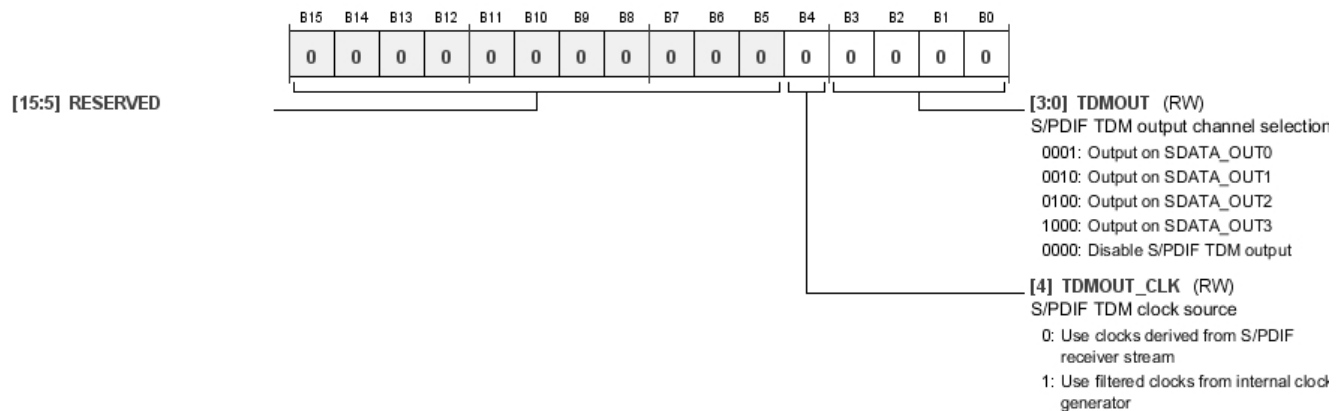 B15 B14 B13 B12 B11 B10 B9 B8 B7 B6 B5 B4 B3 B2 B1 B0
0 0 0 0 0 0 0 0 0 0 0 0 0 0 0 0
[15:5] RESERVED
[3:0] TDMOUT (RW)
S/PDIF TDM output channel selection
0001: Output on SDATA_OUT0
0010: Output on SDATA_OUT1
0100: Output on SDATA_OUT2
1000: Output on SDATA_OUT3
0000: Disable S/PDIF TDM output
[4] TDMOUT_CLK (RW)
S/PDIF TDM clock source
0: Use clocks derived from S/PDIF
receiver stream
1: Use filtered clocks from internal clock
generator